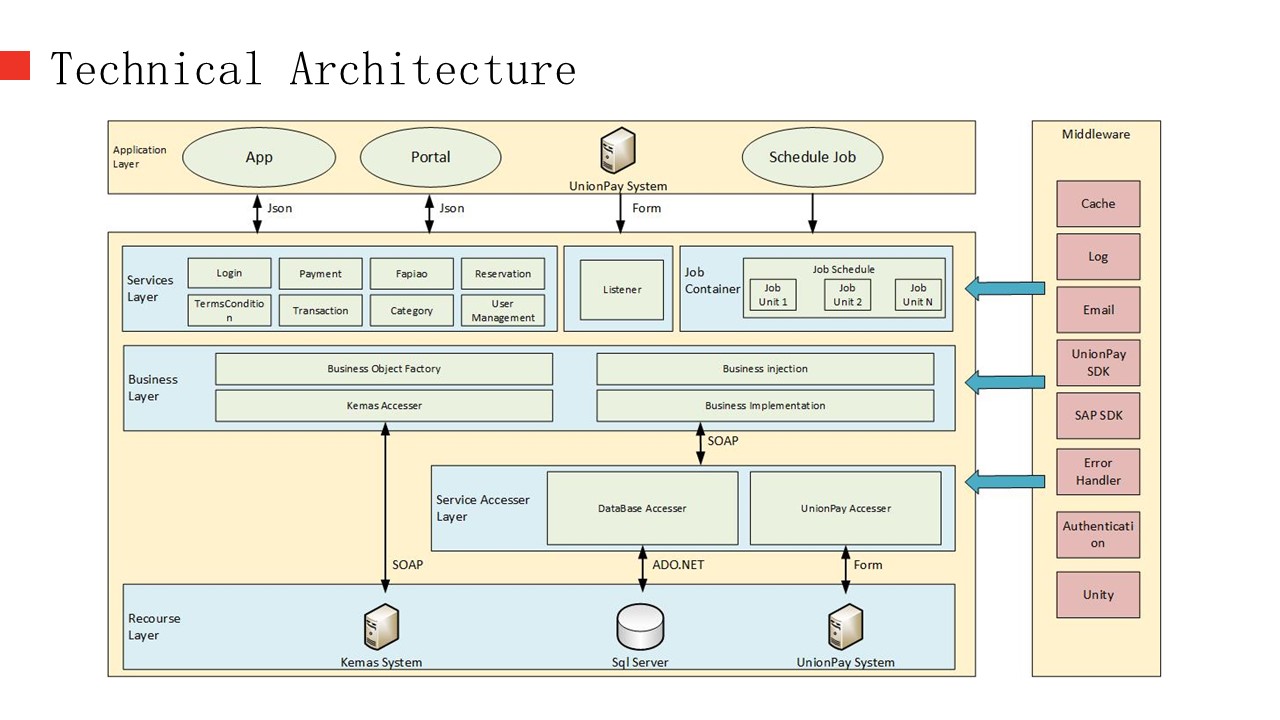 Technical Architecture
Application
Layer
App
Portal
UnionPay System
Schedule Job
Json
Json
Form
Services
Layer
Login
Payment
Fapiao
Reservation
TermsConditio
n
Transaction
Category
User
Management
Listener
Job
Container
Job Schedule
Job
Unit 1
Job
Unit 2
Job
Unit N
Business
Layer
Business Object Factory
Business injection
Kemas Accesser
Business Implementation
SOAP
Service Accesser
Layer
DataBase Accesser
UnionPay Accesser
SOAP
ADO.NET
Form
Recourse
Layer
Kemas System
Sql Server
UnionPay System
Middleware
Cache
Log
Email
UnionPay
SDK
SAP SDK
Error
Handler
Authenticati
on
Unity